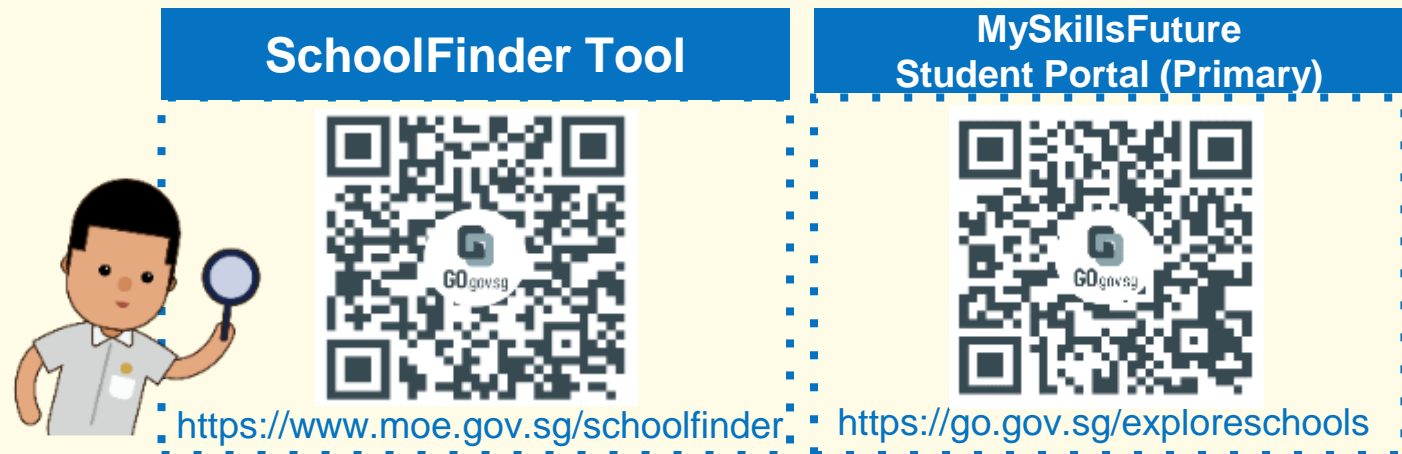 SchoolFinder Tool
GOgovsg
https://www.moe.gov.sg/schoolfinder
MySkillsFuture
Student Portal (Primary)
GOgovsg
https://go.gov.sg/exploreschools